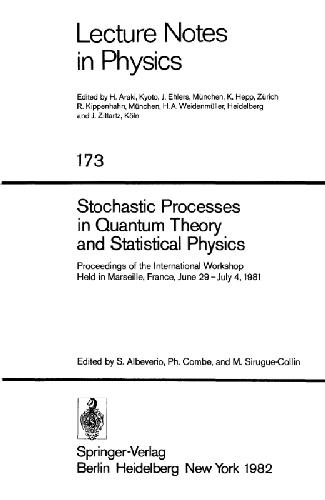 Lecture Notes
in Physics
Edited by H. Araki, Kyoto, J. Ehlers, München, K. Hepp, Zürich
R. Kippenhahn, München, H. A. Weidenmüller, Heidelberg
and J. Zittartz, Köln
173
Stochastic Processes
in Quantum Theory
and Statistical Physics
Proceedings of the International Workshop
Held in Marseille, France, June 29 – July 4, 1981
Edited by S. Albeverio, Ph. Combe, and M. Sirugue-Collin
Springer-Verlag
Berlin Heidelberg New York 1982